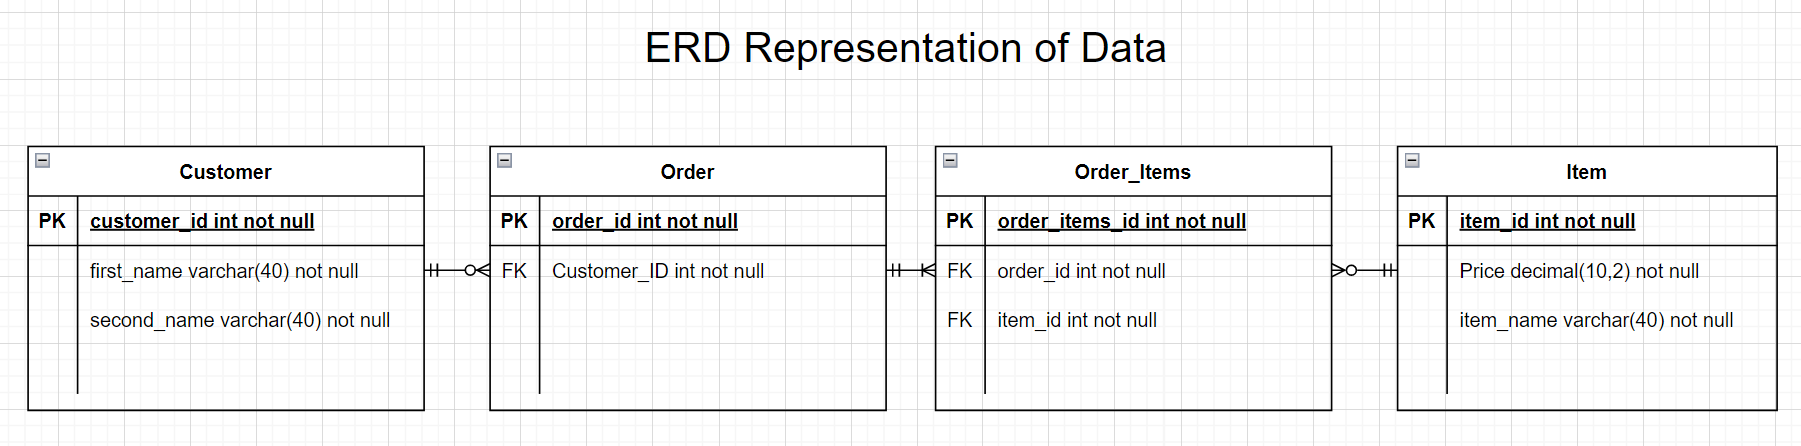 ERD Representation of Data
Customer
PK customer_id int not null
first_name varchar(40) not null
second_name varchar(40) not null
Order
PK order_id int not null
FK Customer_ID int not null
Order_Items
PK order_items_id int not null
FK order_id int not null
FK item_id int not null
Item
PK item_id int not null
Price decimal(10,2) not null
item_name varchar(40) not null